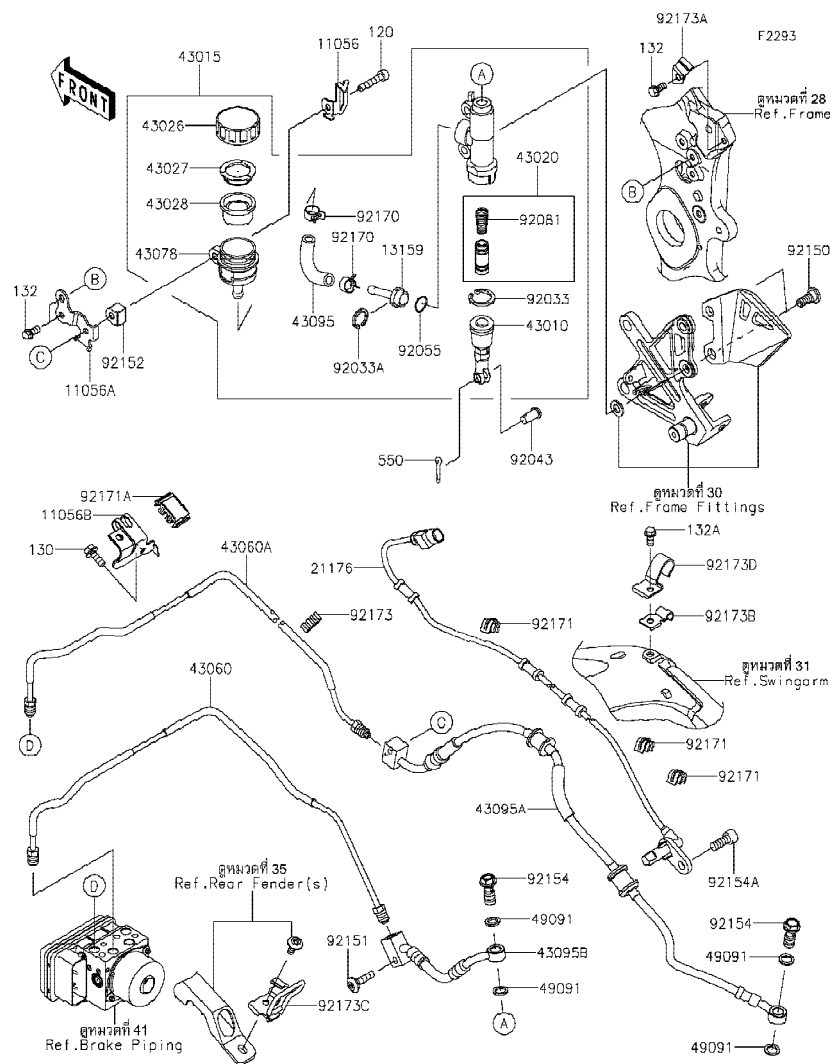 92173A
120
11056
F2293
132
43015
A
FRONT
ดูหมวดที่ 28
Ref.Frame
43026
43020
43027
B
43028
92170
92081
92170
13159
43078
92150
B
132
92033
43010
C
43095
92055
92152
92033A
11056A
550
92043
ดูหมวดที่ 30
Ref.Frame Fittings
92171A
11056B
132A
130
43060A
21176
92173D
92173
92171
92173B
43060
ดูหมวดที่ 31
Ref.Swingarm
C
D
92171
92171
43095A
ดูหมวดที่ 35
Ref.Rear Fender(s)
92154
92154A
D
92154
49091
92151
43095B
49091
92173C
49091
A
ดูหมวดที่ 41
Ref.Brake Piping
49091